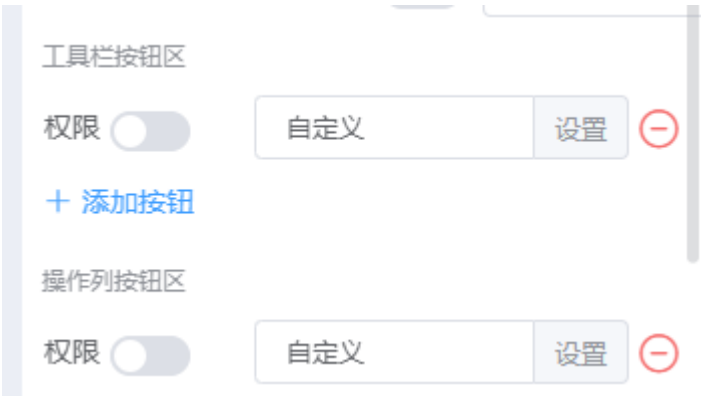 工具栏按钮区
权限 自定义 设置
＋ 添加按钮
操作列按钮区
权限 自定义 设置